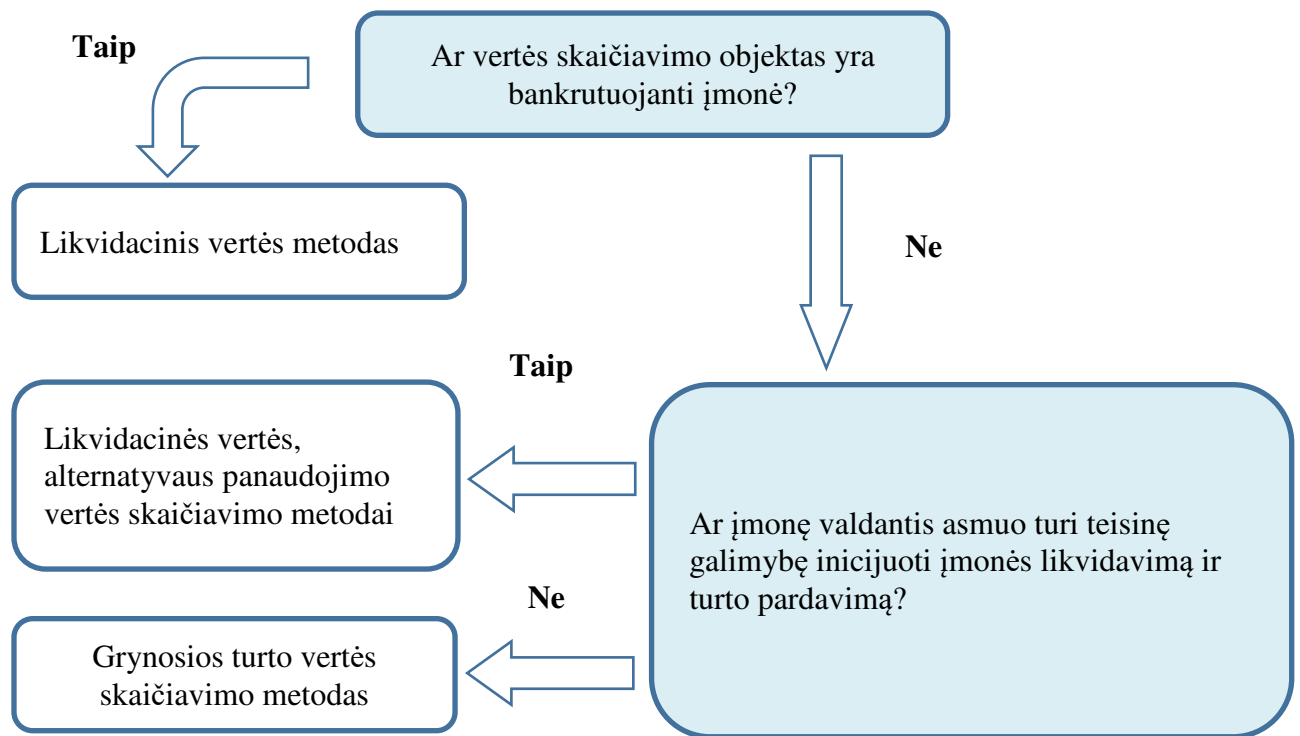 Taip
Ar vertės skaičiavimo objektas yra
bankrutuojanti įmonė?
Likvidacinis vertės metodas
Ne
Taip
Likvidacinės vertės,
alternatyvaus panaudojimo
vertės skaičiavimo metodai
Ar įmonę valdantis asmuo turi teisinę
galimybę inicijuoti įmonės likvidavimą ir
turto pardavimą?
Ne
Grynosios turto vertės
skaičiavimo metodas